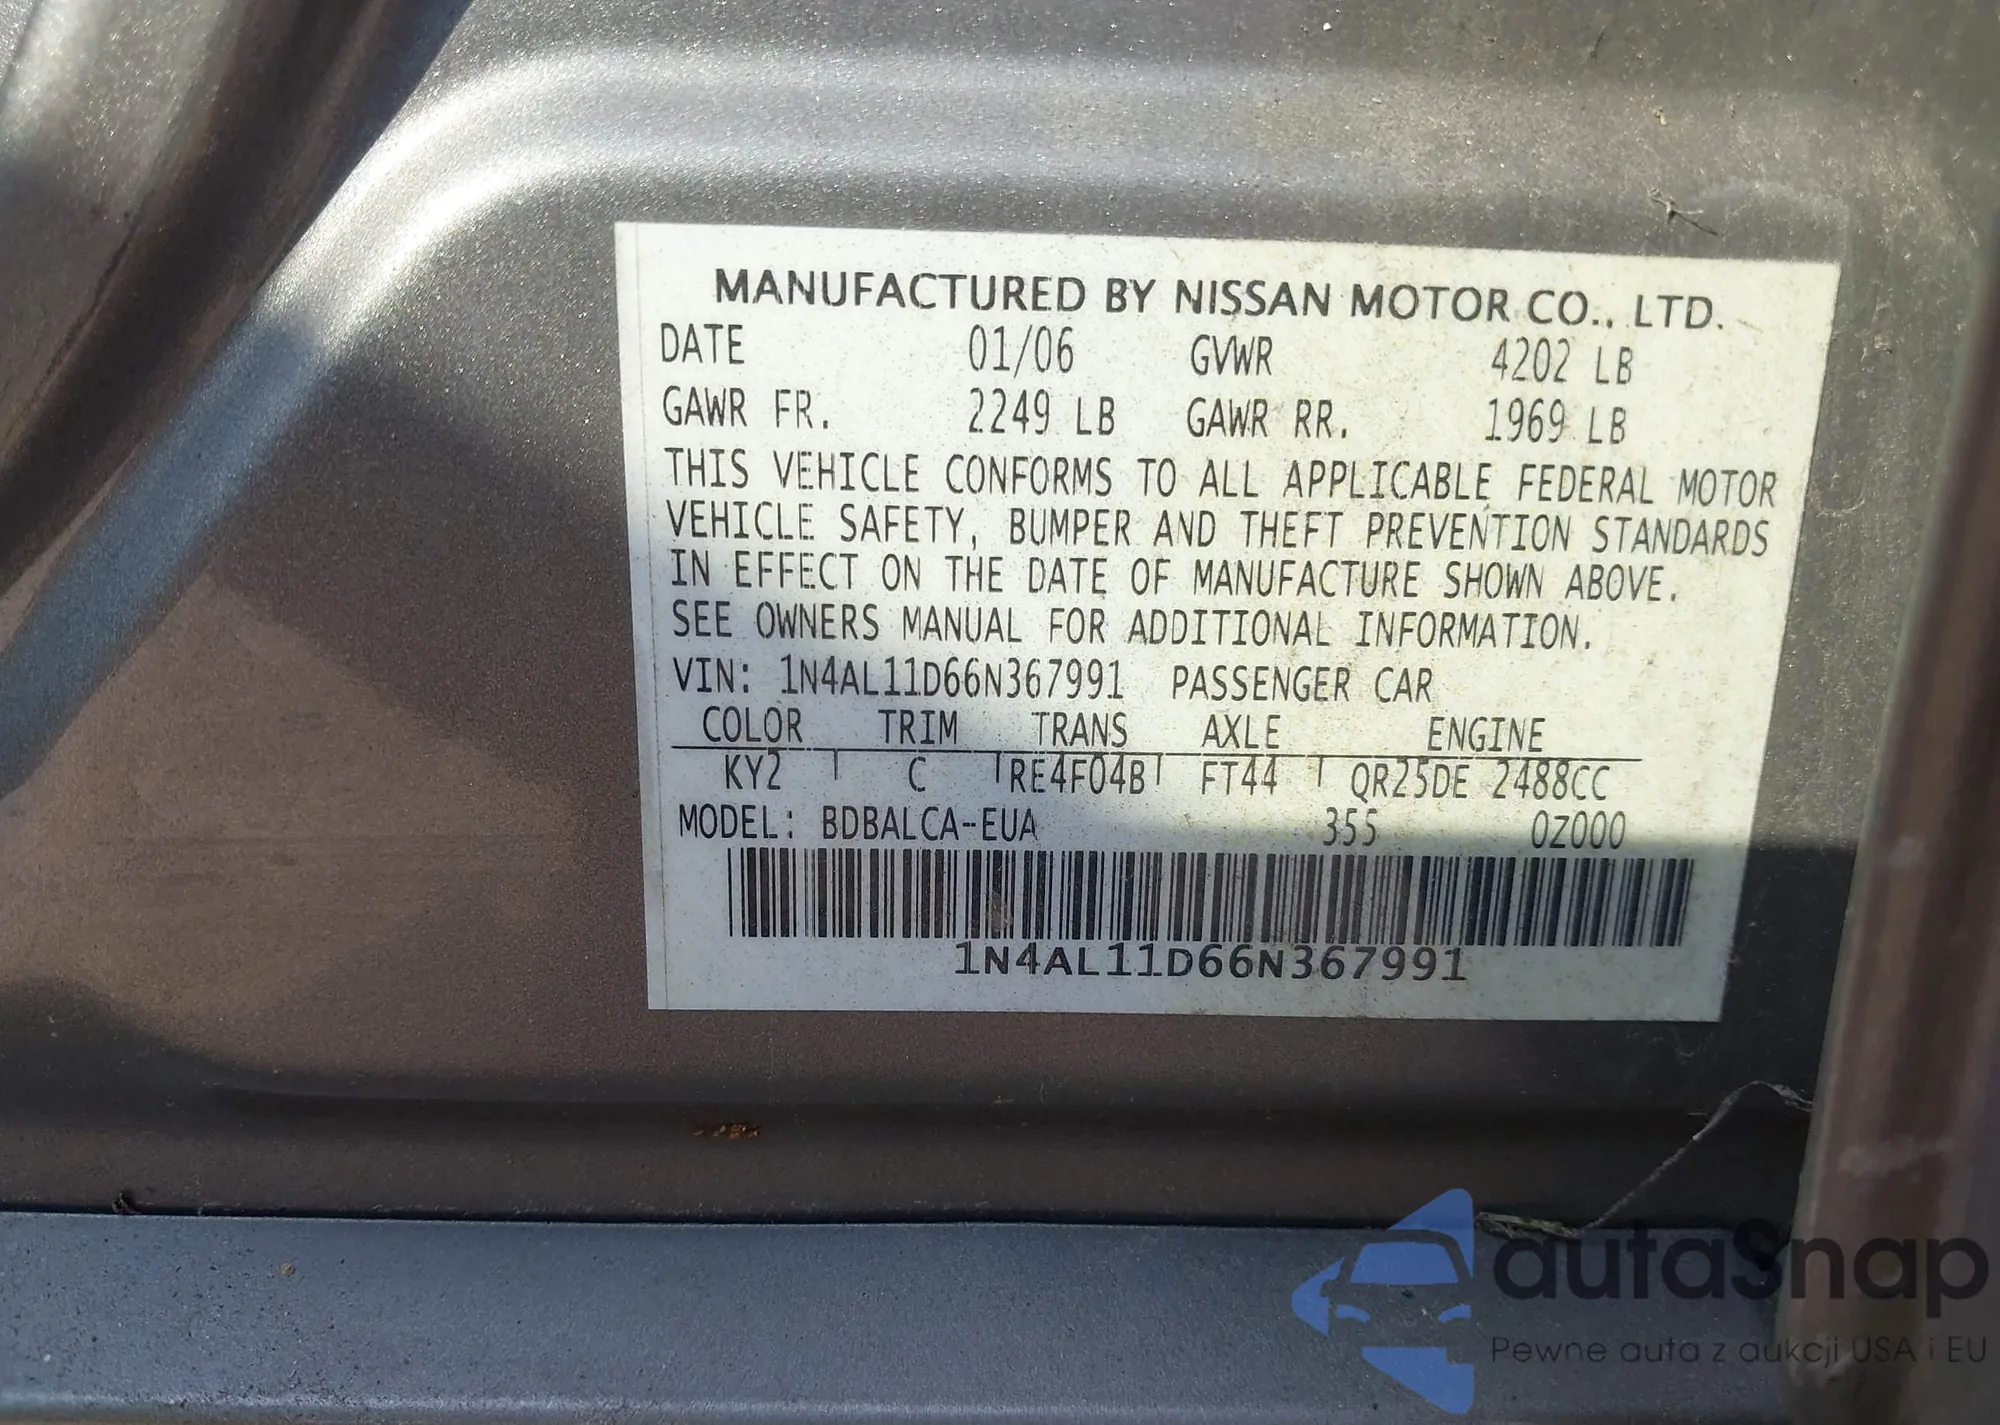 MANUFACTURED BY NISSAN MOTOR CO., LTD.
DATE 01/06 GVWR 4202 LB
GAWR FR. 2249 LB GAWR RR. 1969 LB
THIS VEHICLE CONFORMS TO ALL APPLICABLE FEDERAL MOTOR
VEHICLE SAFETY, BUMPER AND THEFT PREVENTION STANDARDS
IN EFFECT ON THE DATE OF MANUFACTURE SHOWN ABOVE.
SEE OWNERS MANUAL FOR ADDITIONAL INFORMATION.
VIN: 1N4AL11D66N367991 PASSENGER CAR
COLOR TRIM TRANS AXLE ENGINE
KY2 C RE4F04B FT44 QR25DE 2488CC
MODEL: BDBALCA-EUA 355 0Z000
1N4AL11D66N367991
autaSnap
Pewne auta z aukcji USA i EU